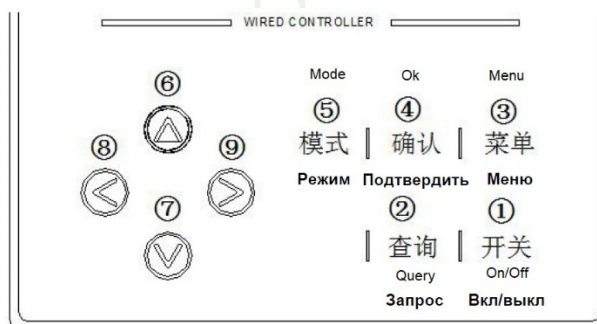 WIRED CONTROLLER
Mode Ok Menu
⑥ ⑤ ④ ③
模式 确认 菜单
⑧ ⑨
Режим Подтвердить Меню
⑦ ② ①
查询 开关
Query On/Off
Запрос Вкл/выкл